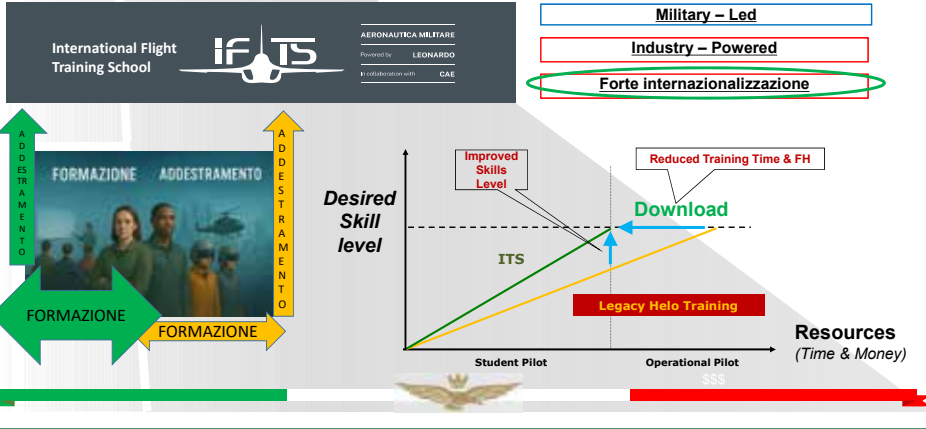 International Flight
Training School
IFTS
AERONAUTICA MILITARE
Powered by LEONARDO
In collaboration with CAE
Military – Led
Industry – Powered
Forte internazionalizzazione
ADDESTRAMENTO
FORMAZIONE ADDESTRAMENTO
ADDESTRAMENTO
FORMAZIONE
FORMAZIONE
Desired
Skill
level
Improved
Skills
Level
Reduced Training Time & FH
Download
ITS
Legacy Helo Training
Student Pilot
Operational Pilot
$$$
Resources
(Time & Money)